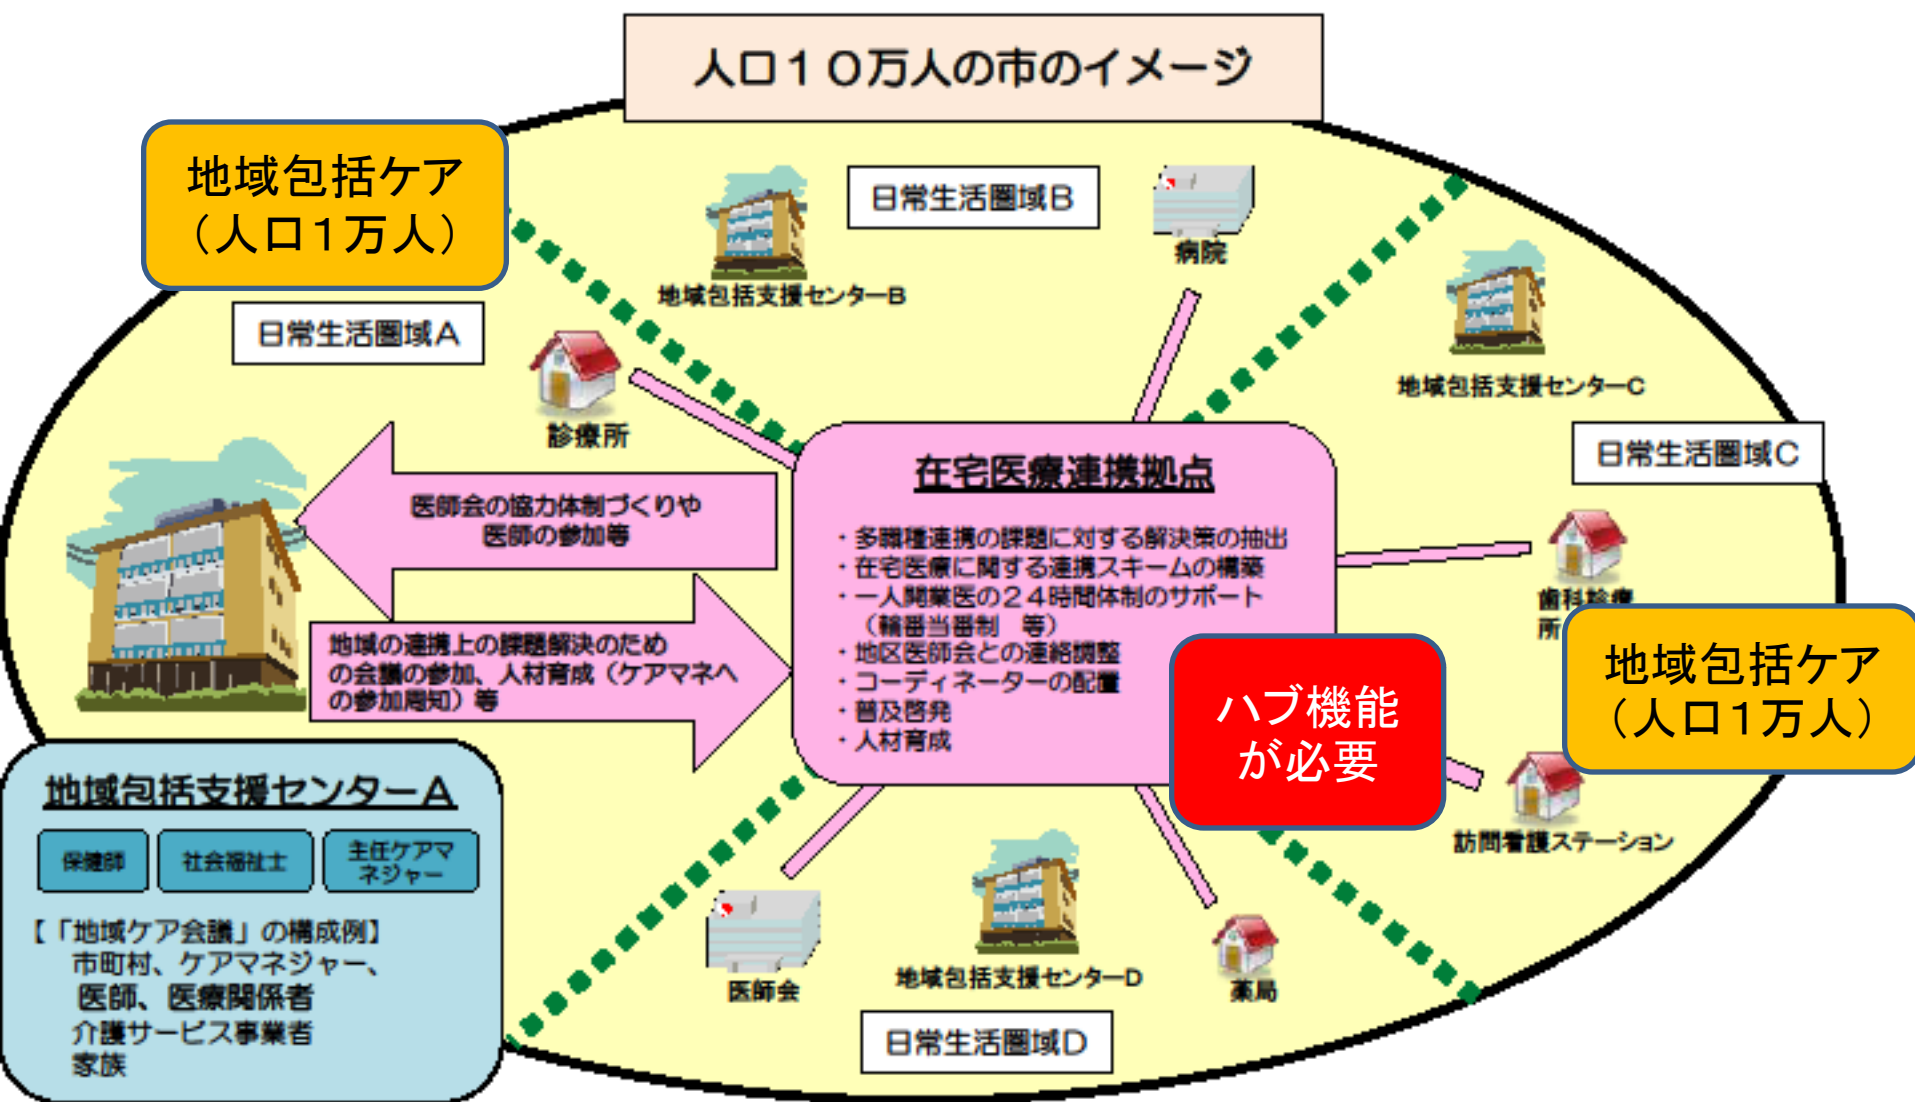 人口１０万人の市のイメージ
地域包括ケア
（人口１万人）
日常生活圏域Ｂ
病院
地域包括支援センターＢ
日常生活圏域Ａ
診療所
地域包括支援センターＣ
日常生活圏域Ｃ
医師会の協力体制づくりや
医師の参加等
地域の連携上の課題解決のため
の会議の参加、人材育成（ケアマネへ
の参加周知）等
在宅医療連携拠点
・多職種連携の課題に対する解決策の抽出
・在宅医療に関する連携スキームの構築
・一人開業医の２４時間体制のサポート
（輪番当番制　等）
・地区医師会との連絡調整
・コーディネーターの配置
・普及啓発
・人材育成
ハブ機能
が必要
歯科診療
所
地域包括ケア
（人口１万人）
訪問看護ステーション
地域包括支援センターＡ
保健師
社会福祉士
主任ケアマ
ネジャー
【「地域ケア会議」の構成例】
市町村、ケアマネジャー、
医師、医療関係者
介護サービス事業者
家族
医師会
地域包括支援センターＤ
薬局
日常生活圏域Ｄ